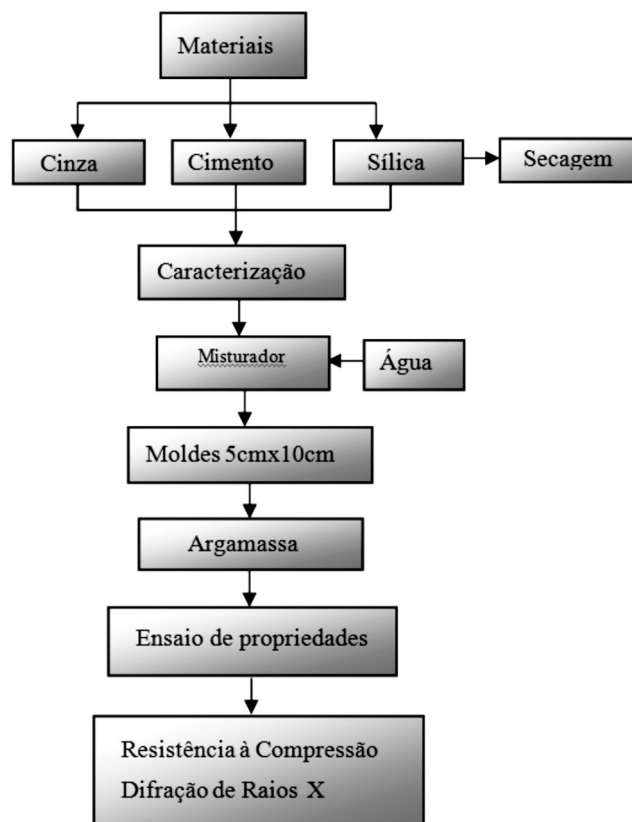 Materiais
Cinza
Cimento
Sílica
Secagem
Caracterização
Misturador
Água
Moldes 5cmx10cm
Argamassa
Ensaio de propriedades
Resistência à Compressão
Difração de Raios X